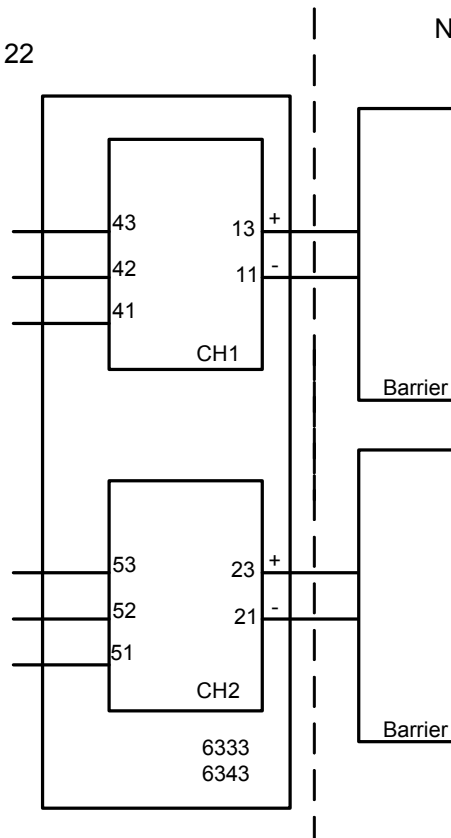 N
22
43 13 +
42 11 -
41
CH1
Barrier
53 23 +
52 21 -
51
CH2
Barrier
6333
6343